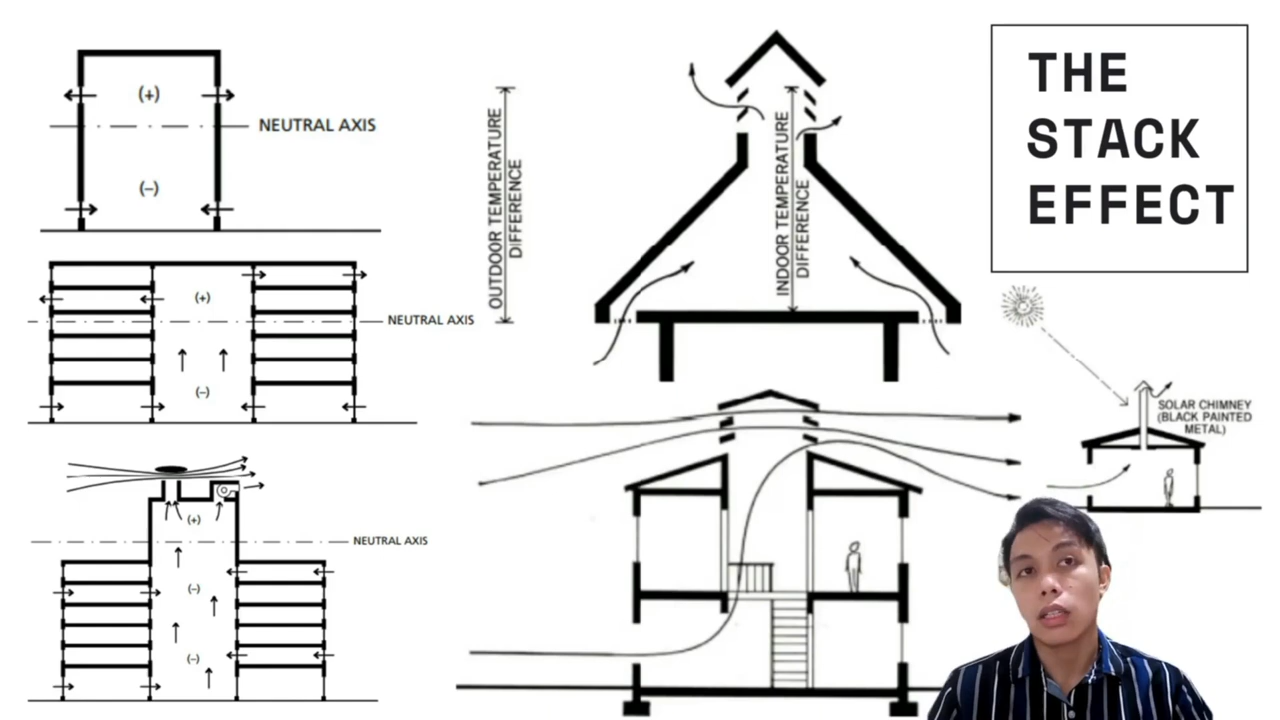 THE
STACK
EFFECT
(+)
NEUTRAL AXIS
(–)
(+)
NEUTRAL AXIS
(–)
(+)
NEUTRAL AXIS
(–)
(–)
OUTDOOR TEMPERATURE
DIFFERENCE
INDOOR TEMPERATURE
DIFFERENCE
SOLAR CHIMNEY
(BLACK PAINTED
METAL)